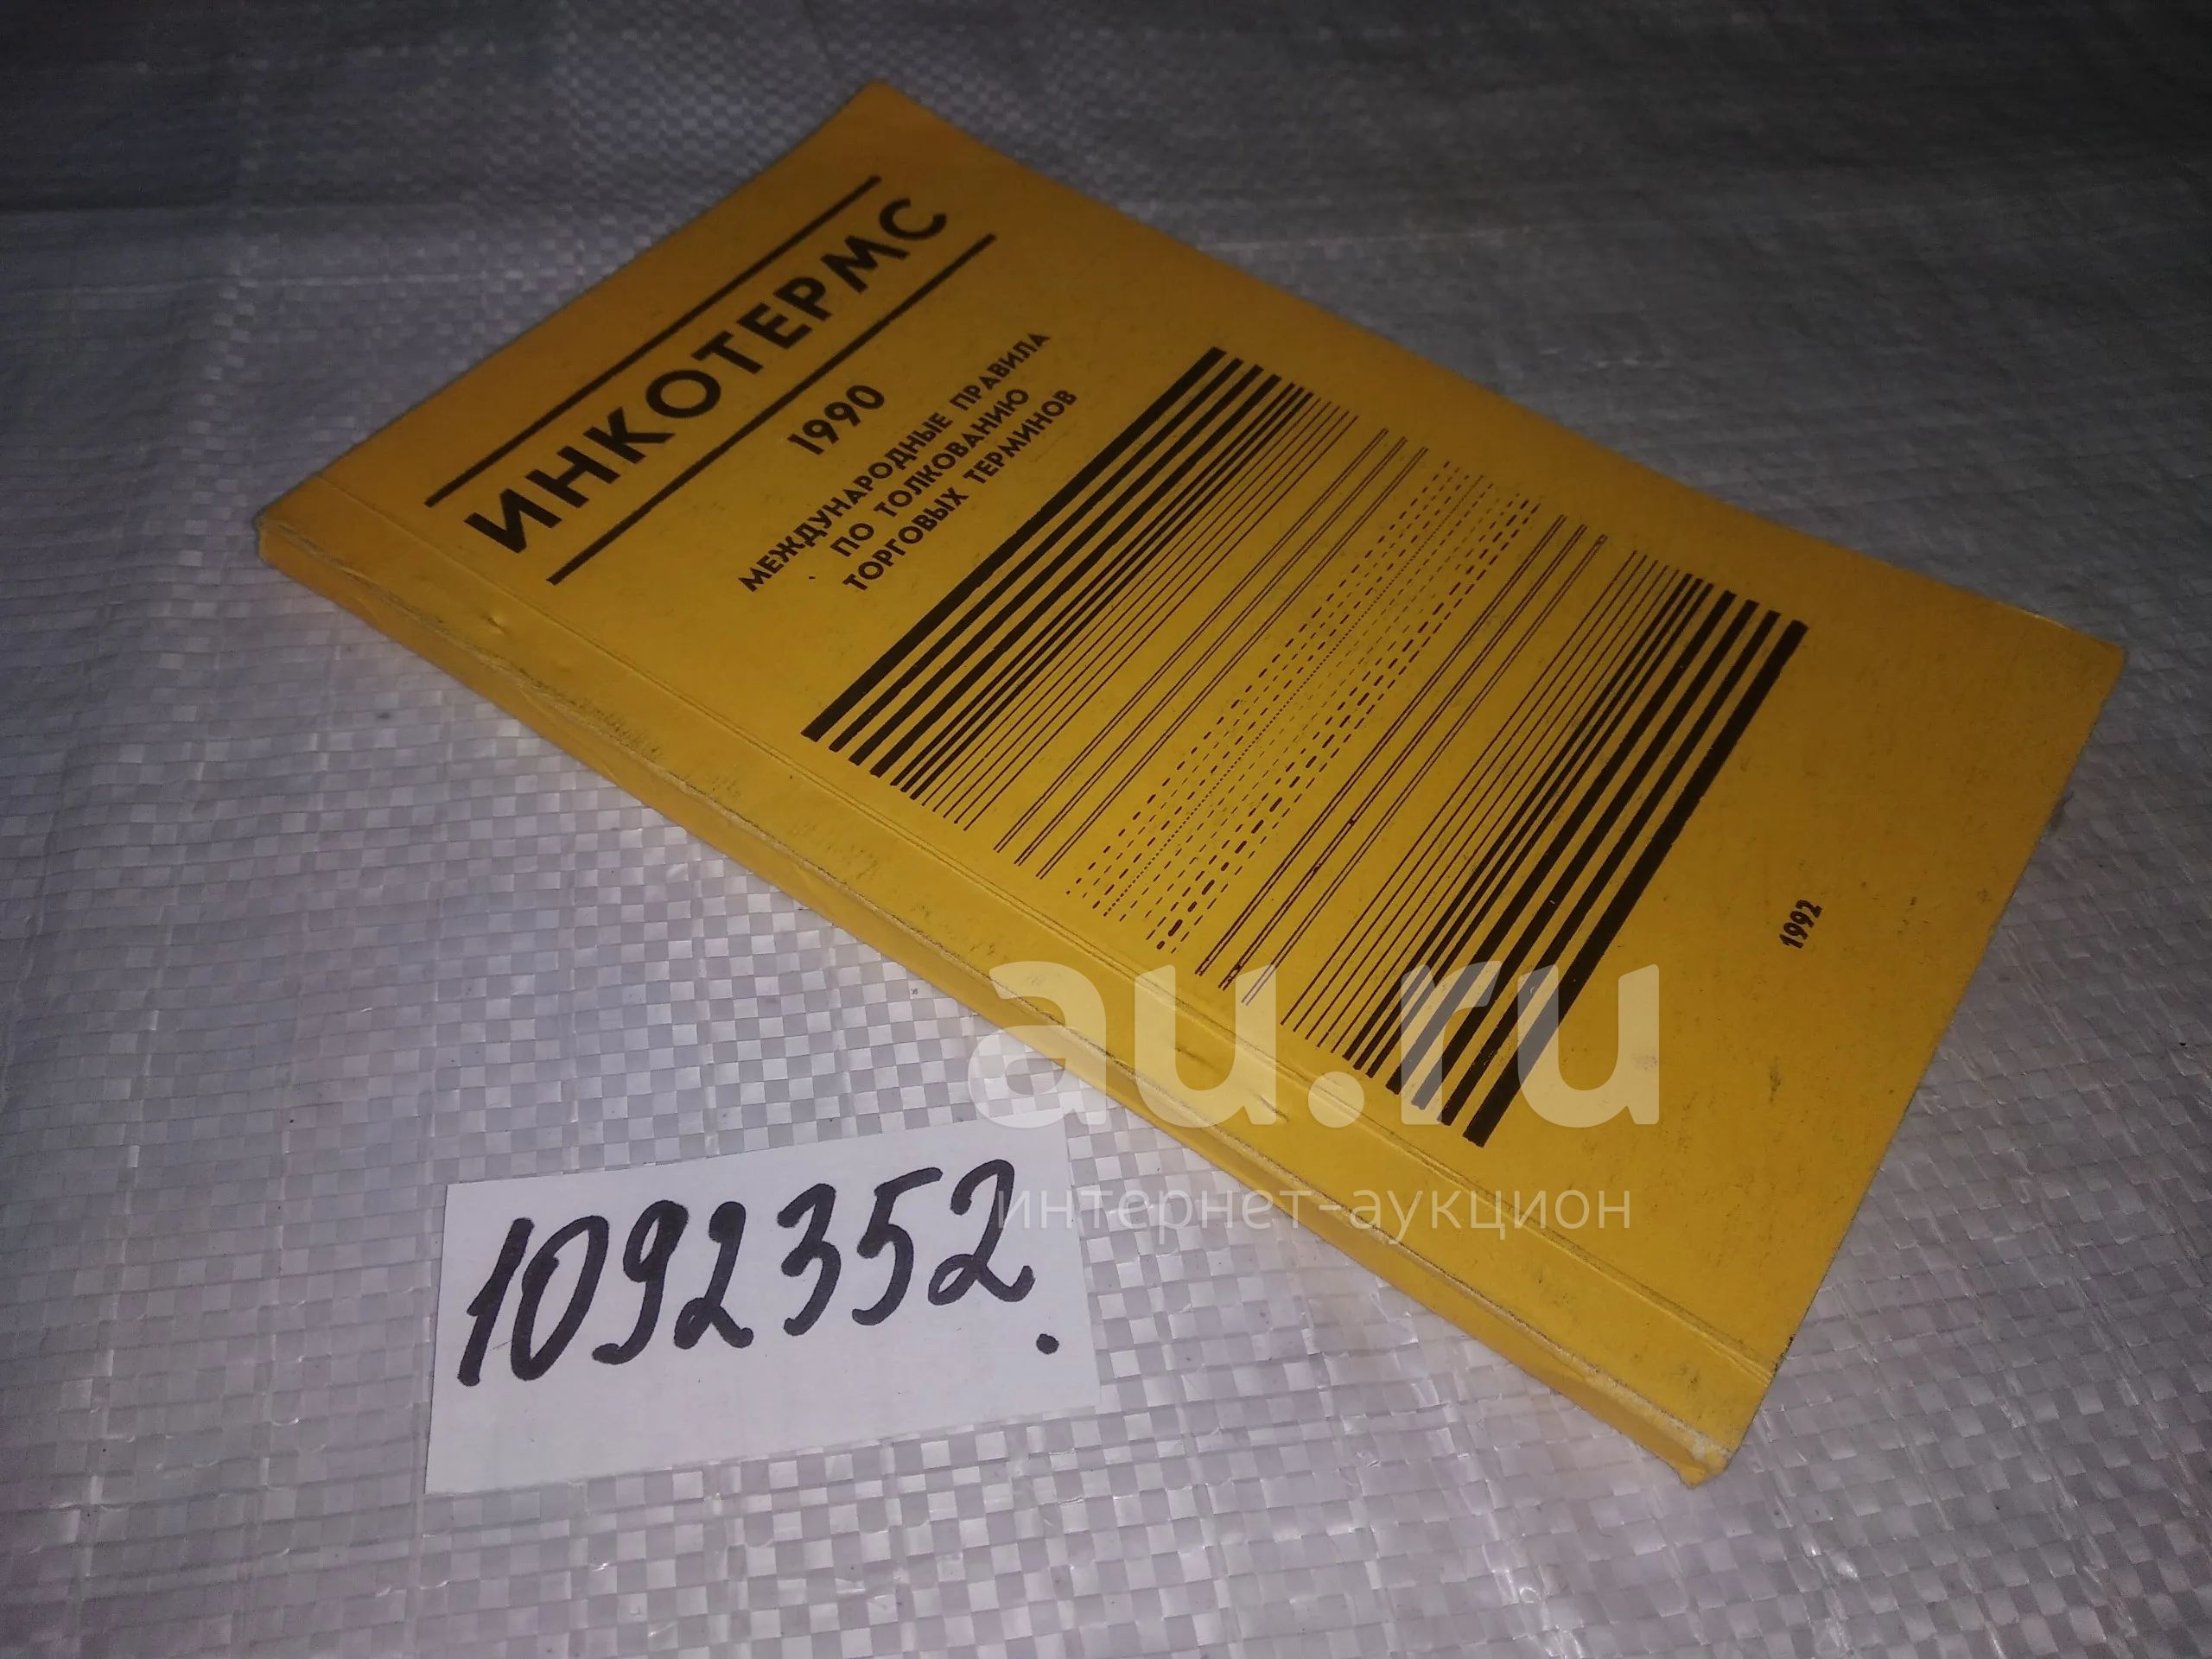 ИНКОТЕРМС
1990
МЕЖДУНАРОДНЫЕ ПРАВИЛА
ПО ТОЛКОВАНИЮ
ТОРГОВЫХ ТЕРМИНОВ
1992
au.ru
интернет-аукцион
1092352.